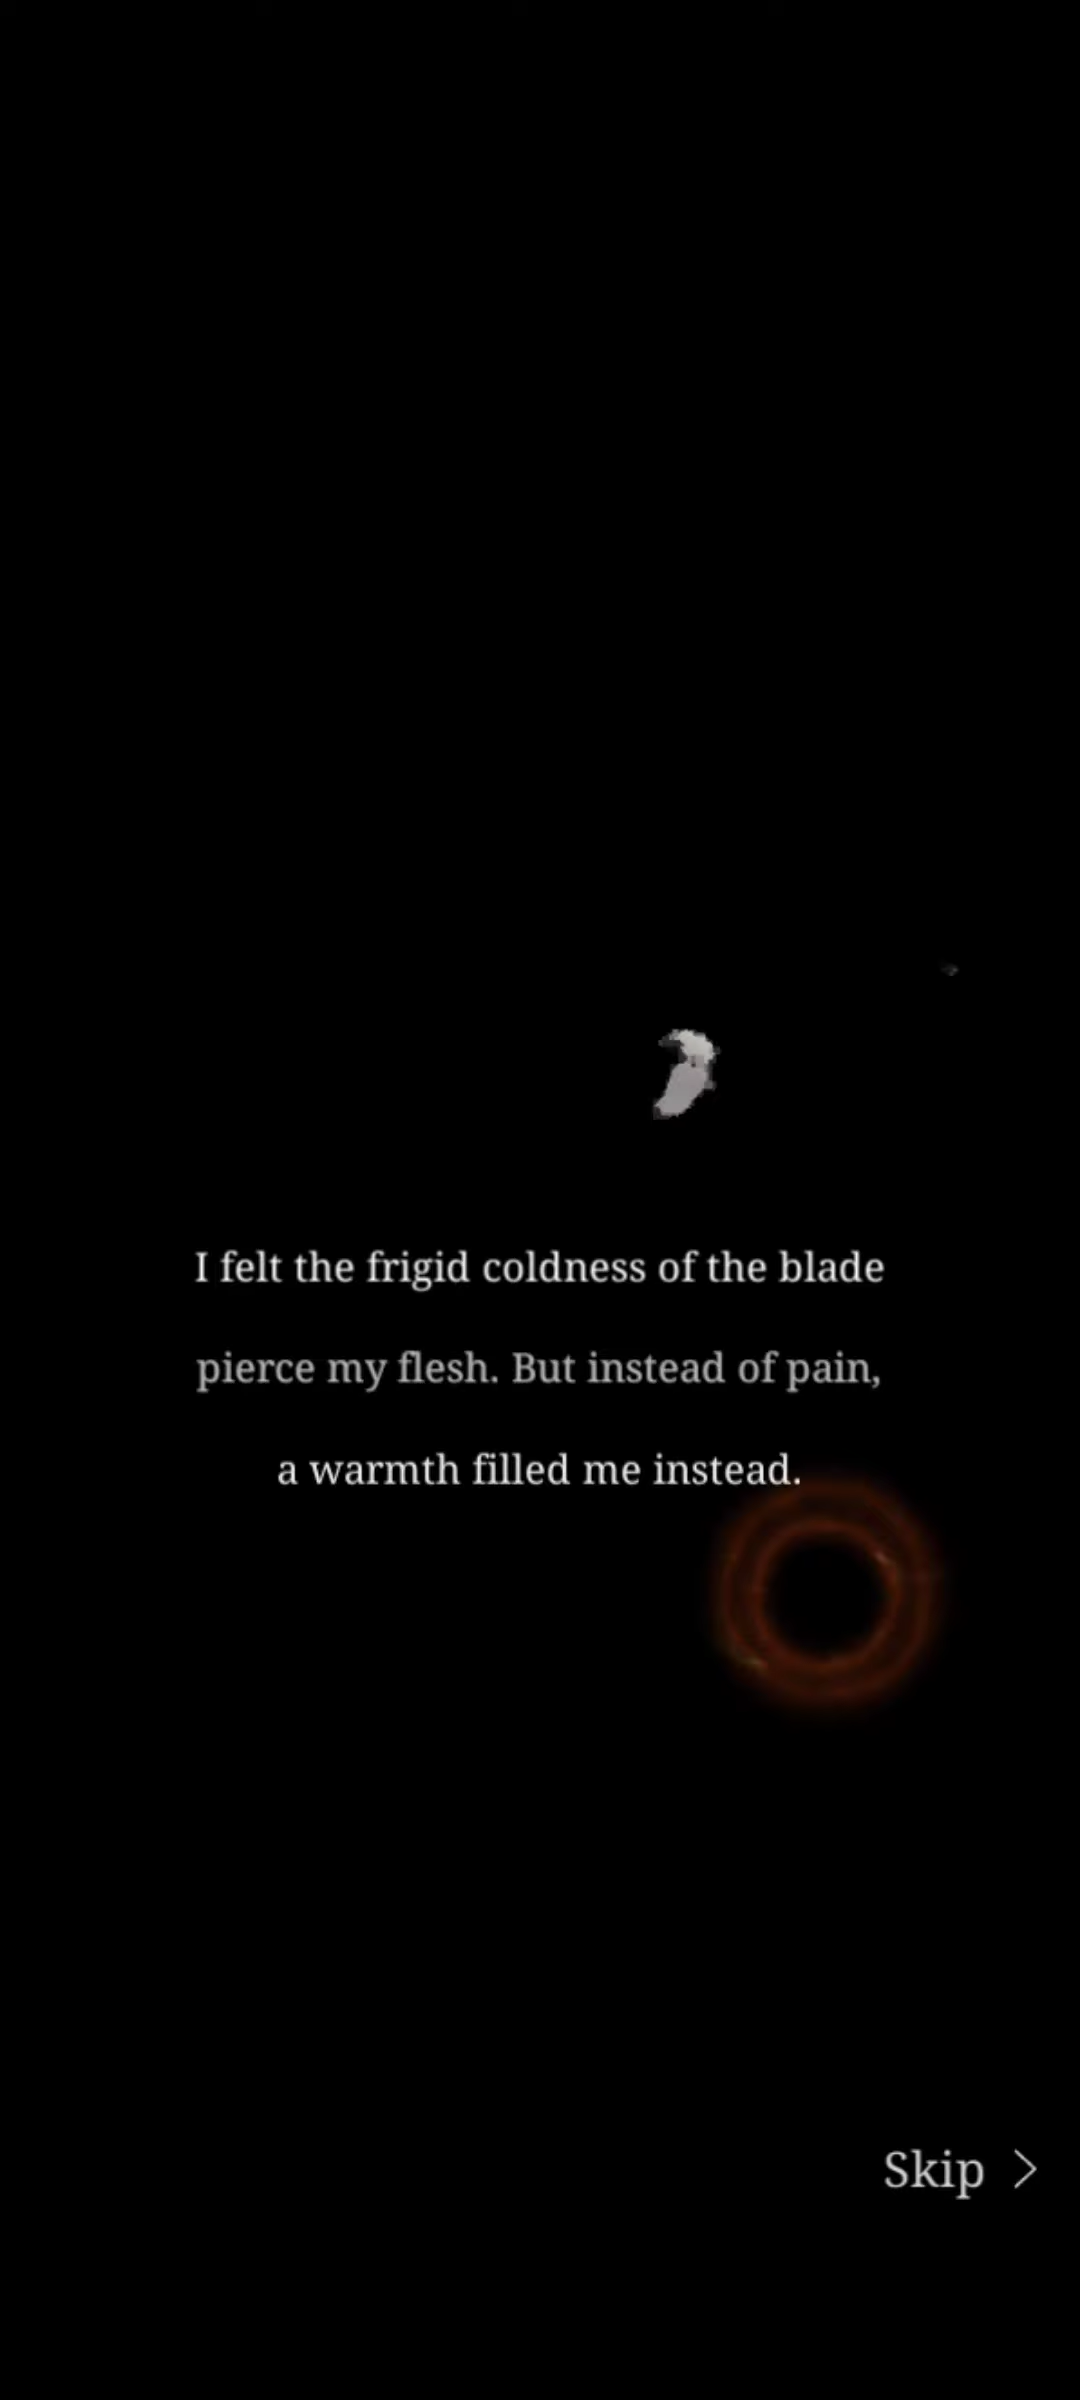 I felt the frigid coldness of the blade
pierce my flesh. But instead of pain,
a warmth filled me instead.
Skip >